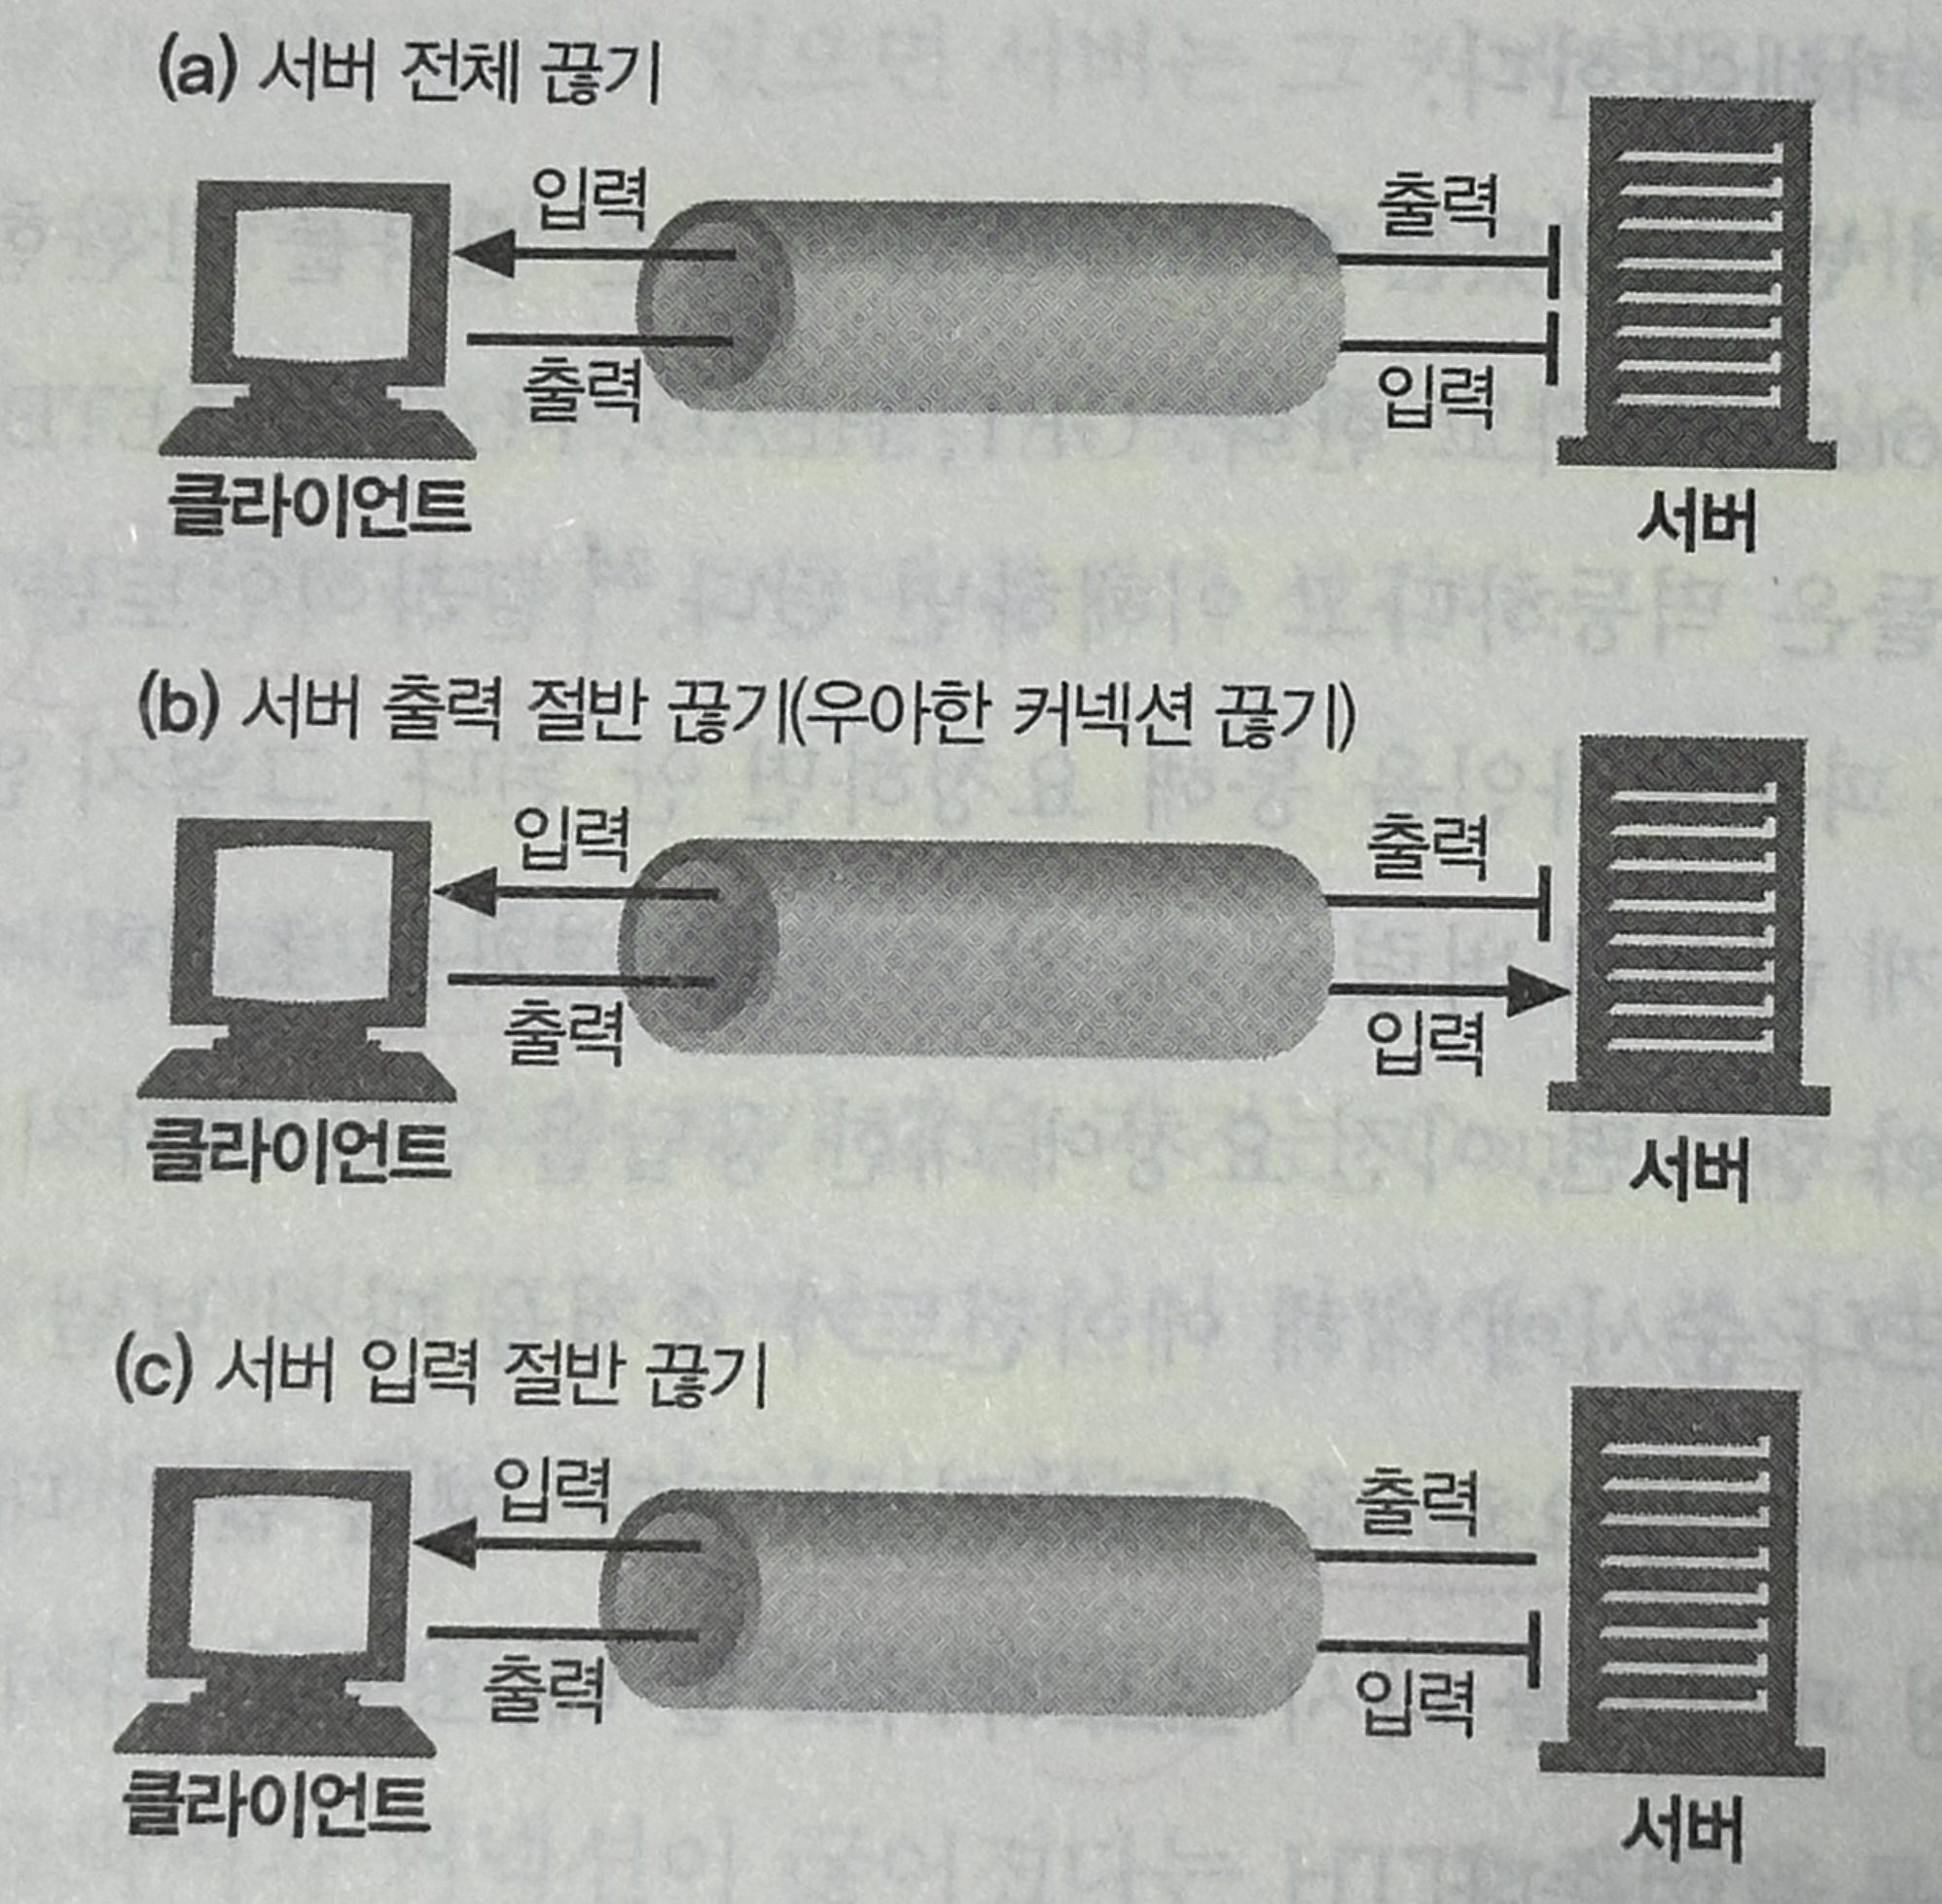 (a) 서버 전체 끊기
입력
출력
출력
입력
클라이언트
서버
(b) 서버 출력 절반 끊기(우아한 커넥션 끊기)
입력
출력
출력
입력
클라이언트
서버
(c) 서버 입력 절반 끊기
입력
출력
출력
입력
클라이언트
서버